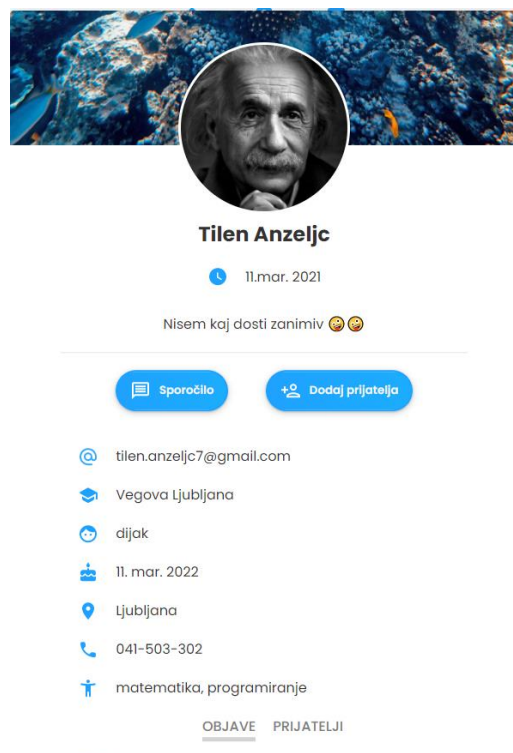 Tilen Anzeljc
11.mar. 2021
Nisem kaj dosti zanimiv 🤪🤪
Sporočilo
Dodaj prijatelja
tilen.anzeljc7@gmail.com
Vegova Ljubljana
dijak
11. mar. 2022
Ljubljana
041-503-302
matematika, programiranje
OBJAVE PRIJATELJI